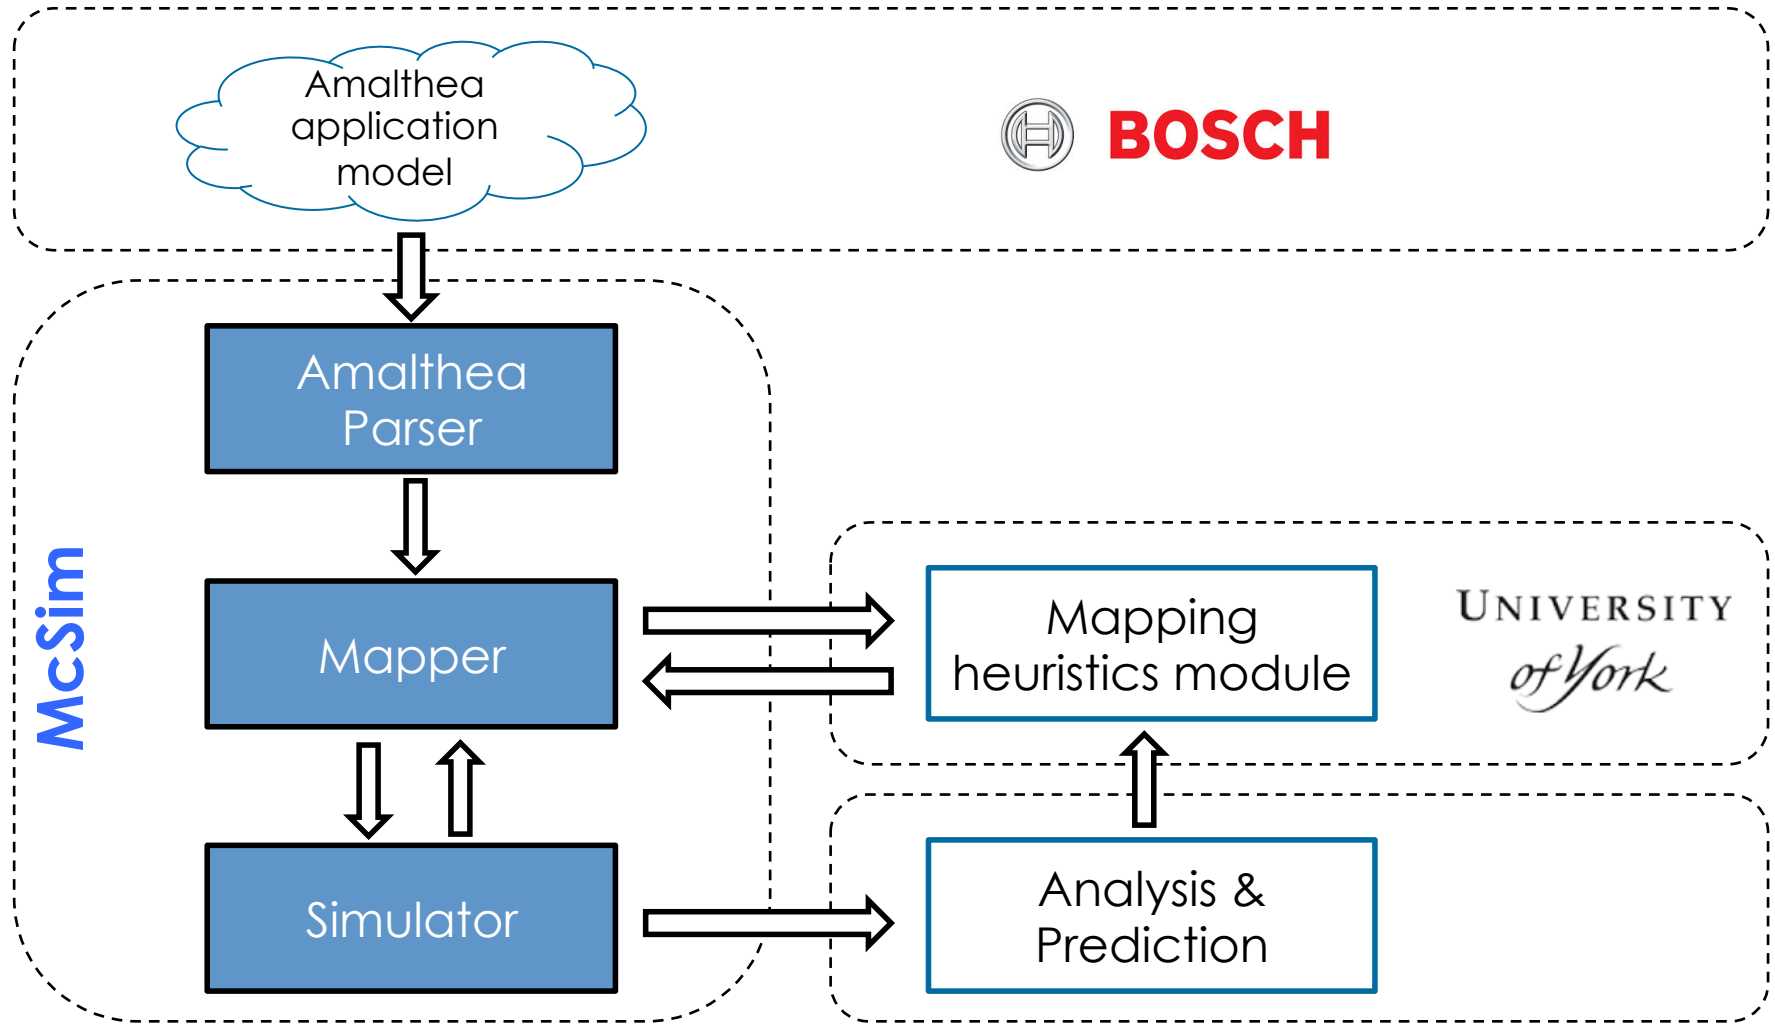 Amalthea
application
model
BOSCH
Amalthea
Parser
McSim
Mapper
Mapping
heuristics module
UNIVERSITY
of York
Simulator
Analysis &
Prediction